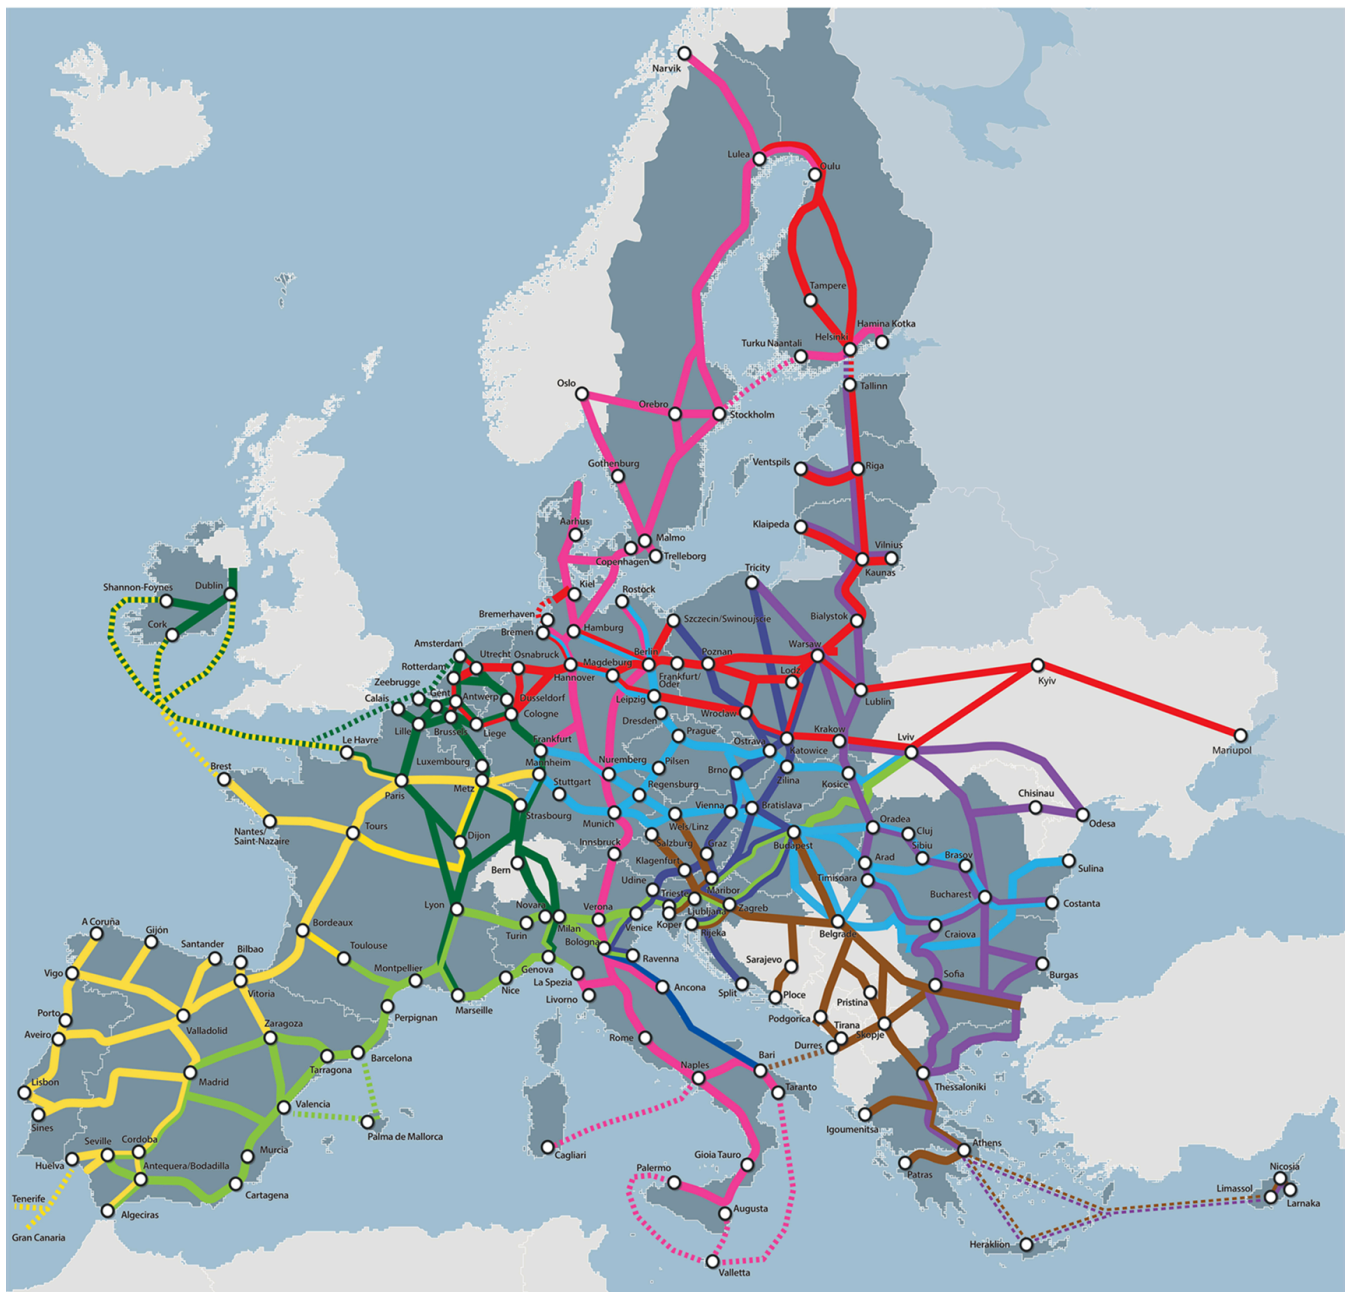 Narvik
Lulea
Oulu
Tampere
Hamina Kotka
Helsinki
Turku Naantali
Tallinn
Oslo
Orebro
Stockholm
Gothenburg
Ventspils
Riga
Aarhus
Malmo
Copenhagen
Trelleborg
Klaipeda
Vilnius
Kaunas
Tricity
Shannon-Foynes
Dublin
Cork
Kiel
Rostock
Bremerhaven
Bremen
Hamburg
Szczecin/Swinoujscie
Bialystok
Amsterdam
Utrecht
Osnabruck
Hannover
Magdeburg
Berlin
Frankfurt/
Oder
Poznan
Warsaw
Lodz
Kyiv
Rotterdam
Zeebrugge
Calais
Gent
Antwerp
Dusseldorf
Cologne
Leipzig
Dresden
Wroclaw
Lublin
Lille
Brussels
Liege
Prague
Ostrava
Katowice
Krakow
Lviv
Mariupol
Le Havre
Luxembourg
Frankfurt
Mannheim
Nuremberg
Pilsen
Brno
Zilina
Kosice
Brest
Paris
Metz
Stuttgart
Strasbourg
Regensburg
Chisinau
Odesa
Nantes/
Saint-Nazaire
Tours
Dijon
Munich
Wels/Linz
Vienna
Bratislava
Budapest
Oradea
Cluj
Sibiu
Brasov
Sulina
Bern
Innsbruck
Salzburg
Graz
Klagenfurt
Maribor
Arad
Timisoara
Bucharest
Costanta
Lyon
Novara
Milan
Turin
Verona
Udine
Trieste
Ljubljana
Zagreb
Koper
Rijeka
Venice
Belgrade
Craiova
A Coruña
Gijón
Santander
Bilbao
Bordeaux
Toulouse
Montpellier
Genova
Bologna
Ravenna
Sarajevo
Sofia
Burgas
Vigo
Vitoria
Marseille
Nice
La Spezia
Livorno
Ancona
Split
Ploce
Pristina
Porto
Aveiro
Valladolid
Zaragoza
Perpignan
Rome
Podgorica
Tirana
Durres
Skopje
Lisbon
Sines
Madrid
Tarragona
Barcelona
Naples
Bari
Taranto
Thessaloniki
Valencia
Palma de Mallorca
Igoumenitsa
Seville
Huelva
Cordoba
Murcia
Antequera/Bodadilla
Cagliari
Gioia Tauro
Palermo
Athens
Patras
Nicosia
Limassol
Larnaka
Tenerife
Gran Canaria
Algeciras
Cartagena
Augusta
Heraklion
Valletta